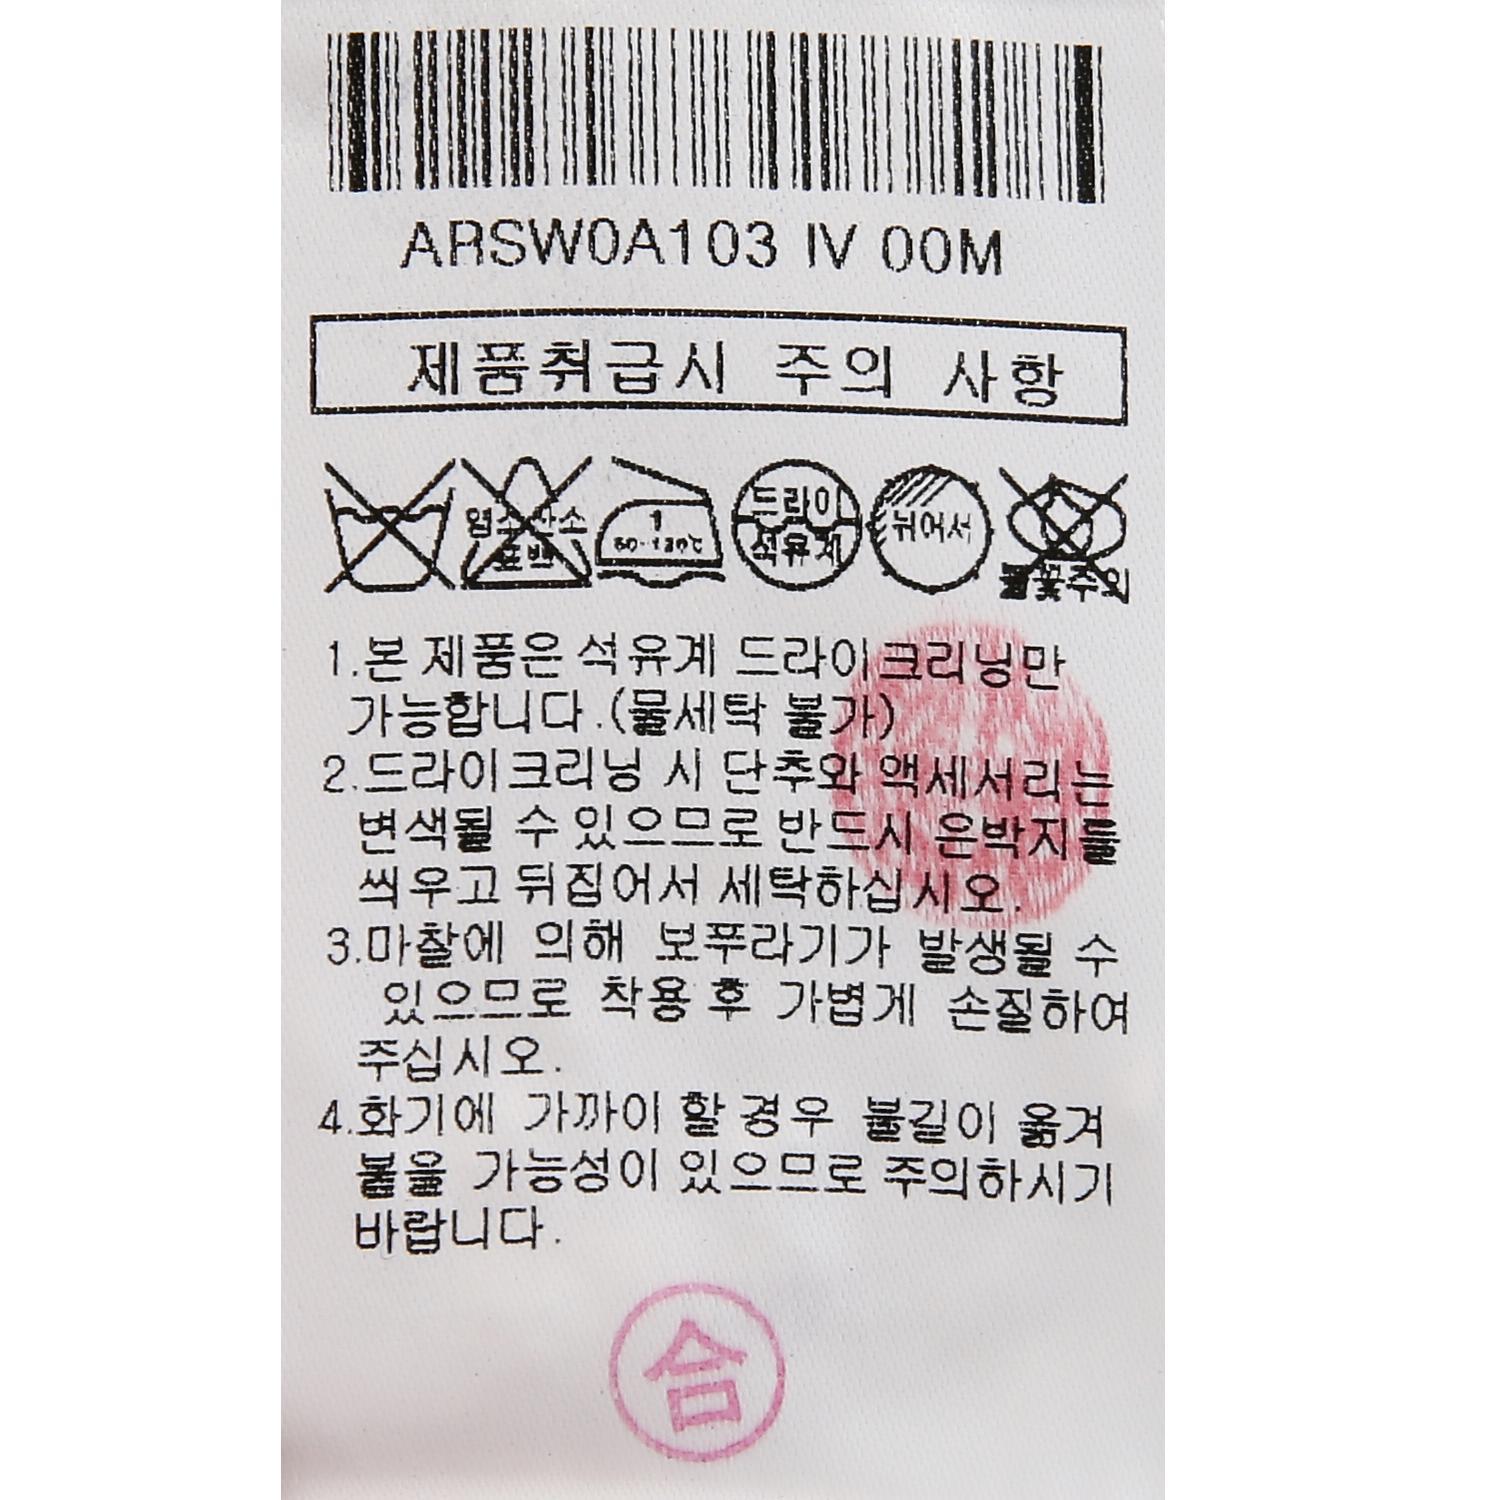 ARSW0A103 IV 00M
제품취급시 주의 사항
염소산소
표백
1
80~120℃
드라이
석유계
뉘어서
불꽃주의
1.본 제품은 석유계 드라이크리닝만
가능합니다.(물세탁 불가)
2.드라이크리닝 시 단추와 액세서리는
변색될 수 있으므로 반드시 은박지를
씌우고 뒤집어서 세탁하십시오.
3.마찰에 의해 보푸라기가 발생될 수
있으므로 착용 후 가볍게 손질하여
주십시오.
4.화기에 가까이 할 경우 불길이 옮겨
붙을 가능성이 있으므로 주의하시기
바랍니다.
合